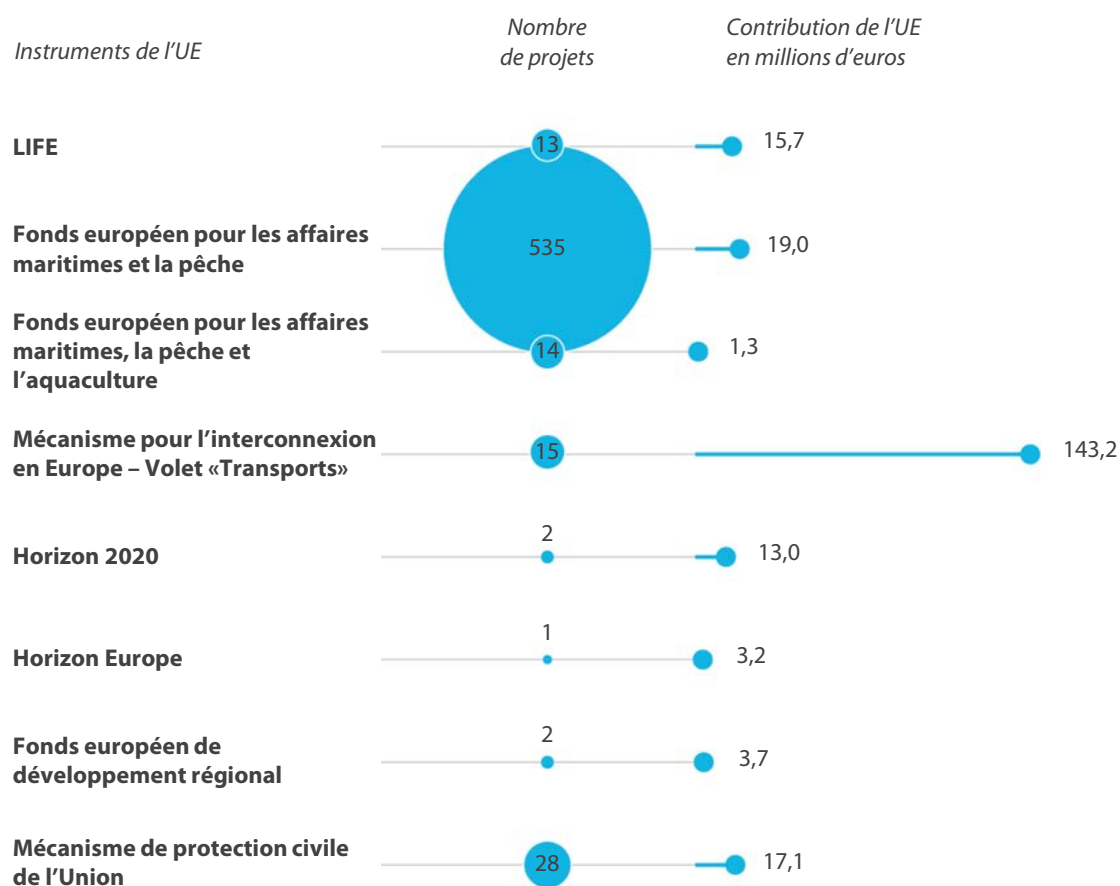 Instruments de l’UE
Nombre
de projets
Contribution de l’UE
en millions d’euros
LIFE
13
15,7
Fonds européen pour les affaires
maritimes et la pêche
535
19,0
Fonds européen pour les affaires
maritimes, la pêche et
l’aquaculture
14
1,3
Mécanisme pour l’interconnexion
en Europe – Volet «Transports»
15
143,2
Horizon 2020
2
13,0
Horizon Europe
1
3,2
Fonds européen de
développement régional
2
3,7
Mécanisme de protection civile
de l’Union
28
17,1